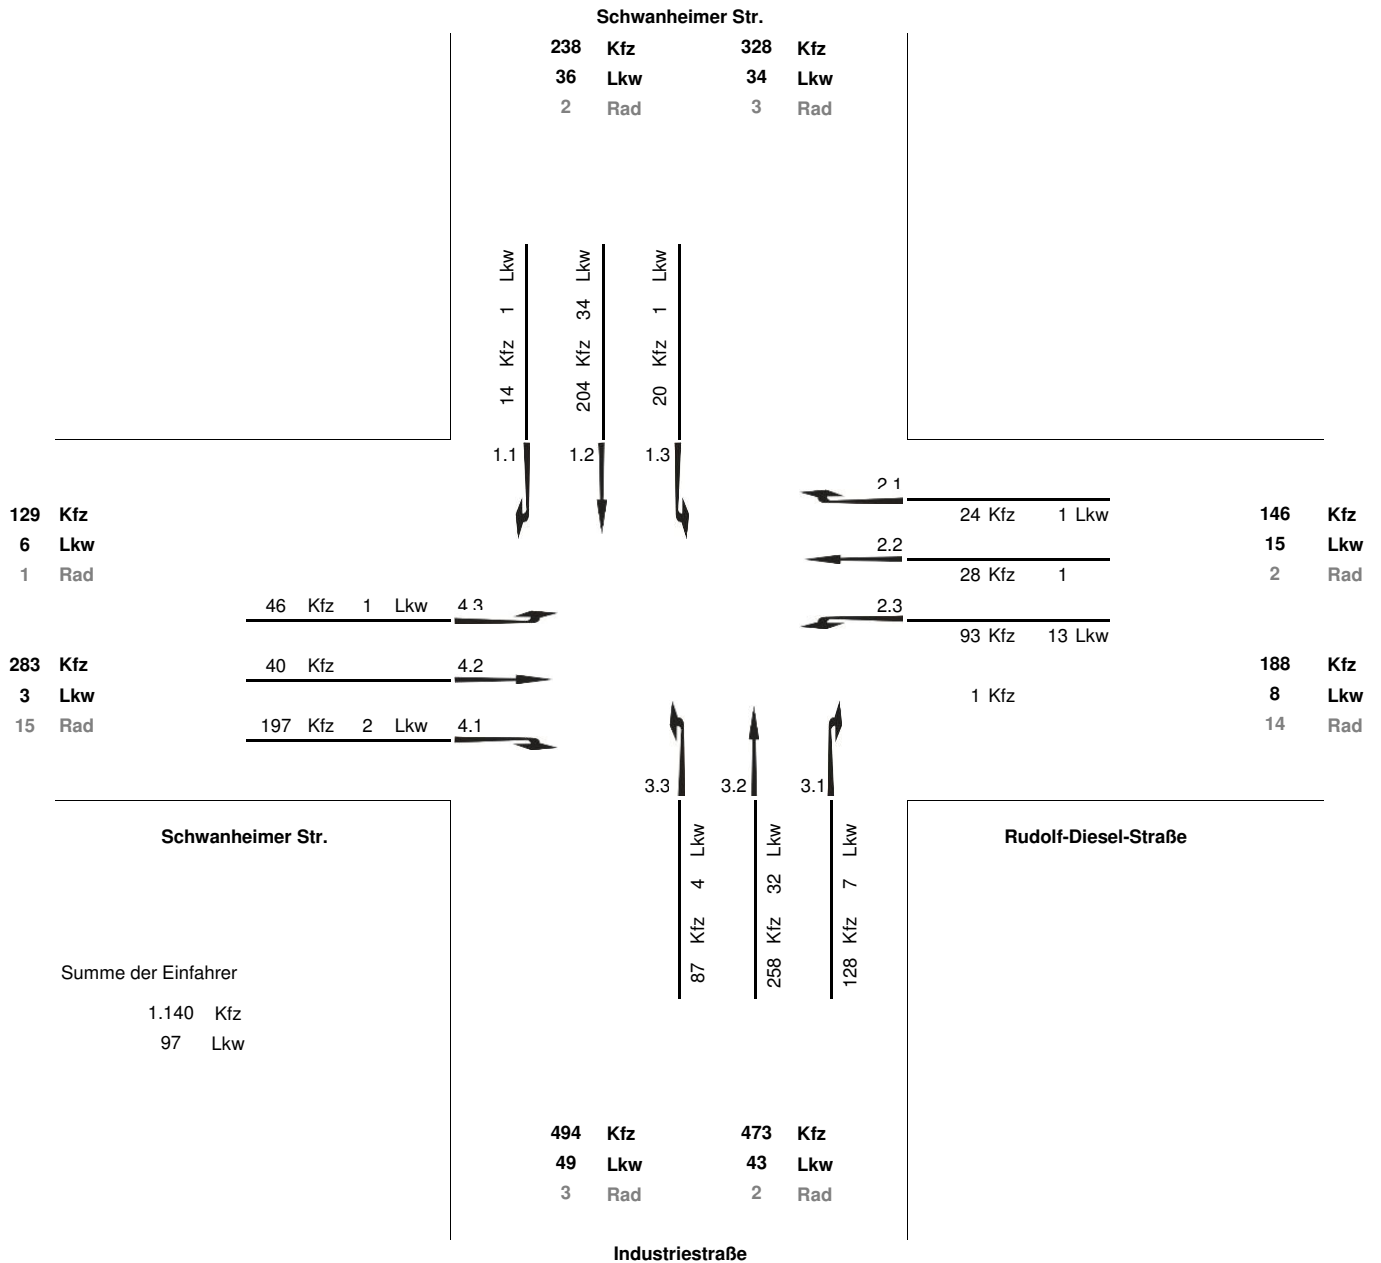 Schwanheimer Str.
238 Kfz 328 Kfz
36 Lkw 34 Lkw
2 Rad 3 Rad
14 Kfz 1 Lkw
204 Kfz 34 Lkw
20 Kfz 1 Lkw
1.1 1.2 1.3
2.1
24 Kfz 1 Lkw
2.2
28 Kfz 1
2.3
93 Kfz 13 Lkw
1 Kfz
129 Kfz
6 Lkw
1 Rad
146 Kfz
15 Lkw
2 Rad
46 Kfz 1 Lkw 4.3
40 Kfz 4.2
197 Kfz 2 Lkw 4.1
283 Kfz
3 Lkw
15 Rad
188 Kfz
8 Lkw
14 Rad
3.3 3.2 3.1
87 Kfz 4 Lkw
258 Kfz 32 Lkw
128 Kfz 7 Lkw
Schwanheimer Str.
Rudolf-Diesel-Straße
Summe der Einfahrer
1.140 Kfz
97 Lkw
494 Kfz 473 Kfz
49 Lkw 43 Lkw
3 Rad 2 Rad
Industriestraße